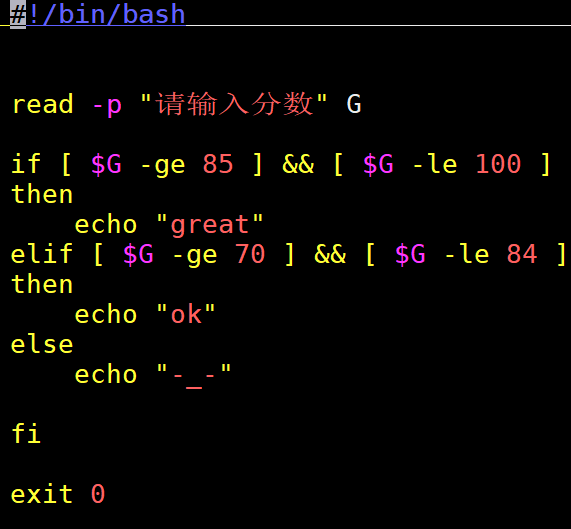 #!/bin/bash
read -p "请输入分数" G
if [ $G -ge 85 ] && [ $G -le 100 ]
then
    echo "great"
elif [ $G -ge 70 ] && [ $G -le 84 ]
then
    echo "ok"
else
    echo "-_-"
fi
exit 0